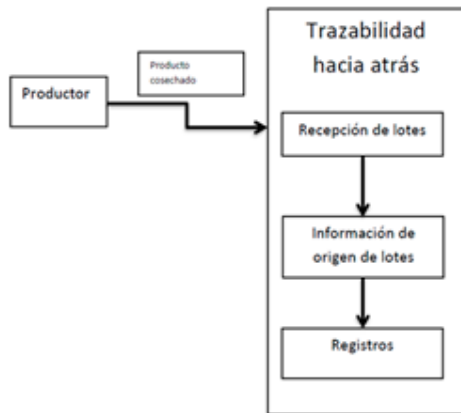 Trazabilidad
hacia atrás
Producto
cosechado
Productor
Recepción de lotes
Información de
origen de lotes
Registros